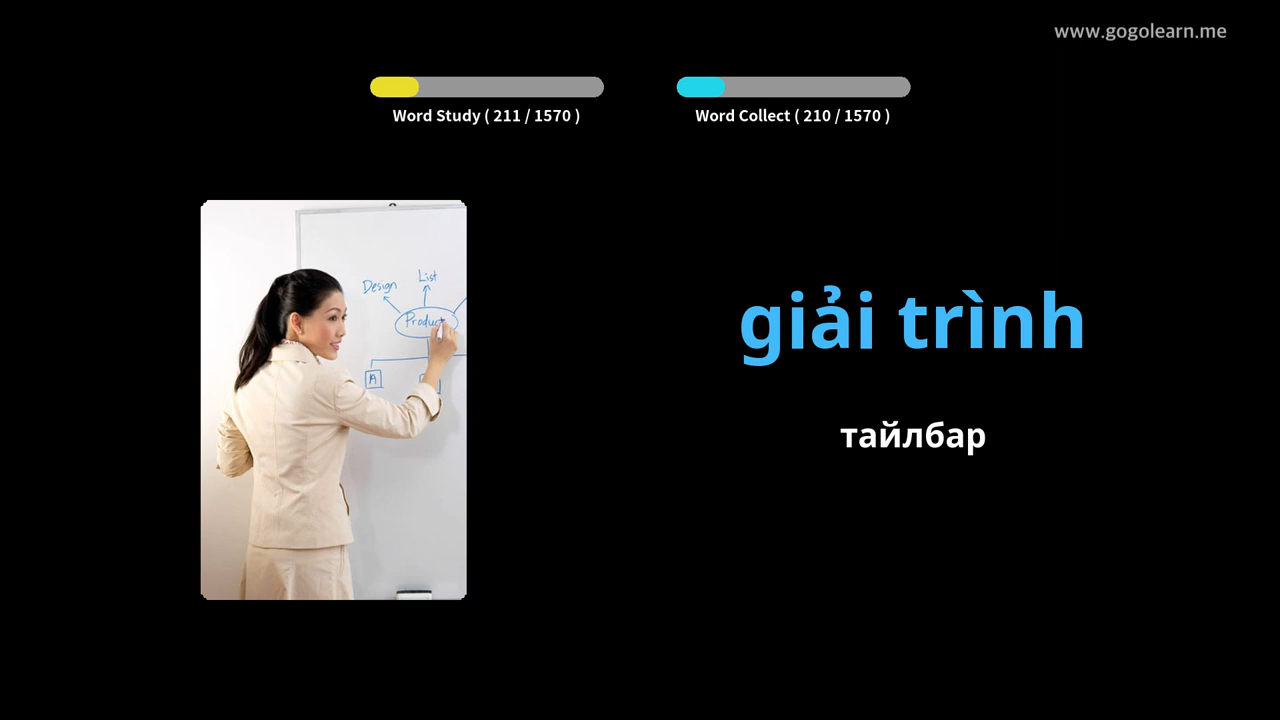 www.gogolearn.me
Word Study ( 211 / 1570 )
Word Collect ( 210 / 1570 )
Design
List
Product
A
giải trình
тайлбар